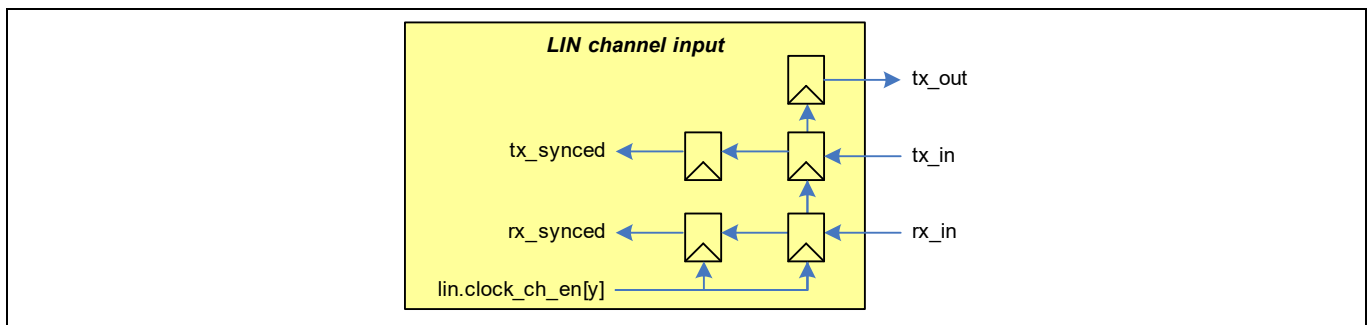 LIN channel input
tx_out
tx_synced
tx_in
rx_synced
rx_in
lin.clock_ch_en[y]